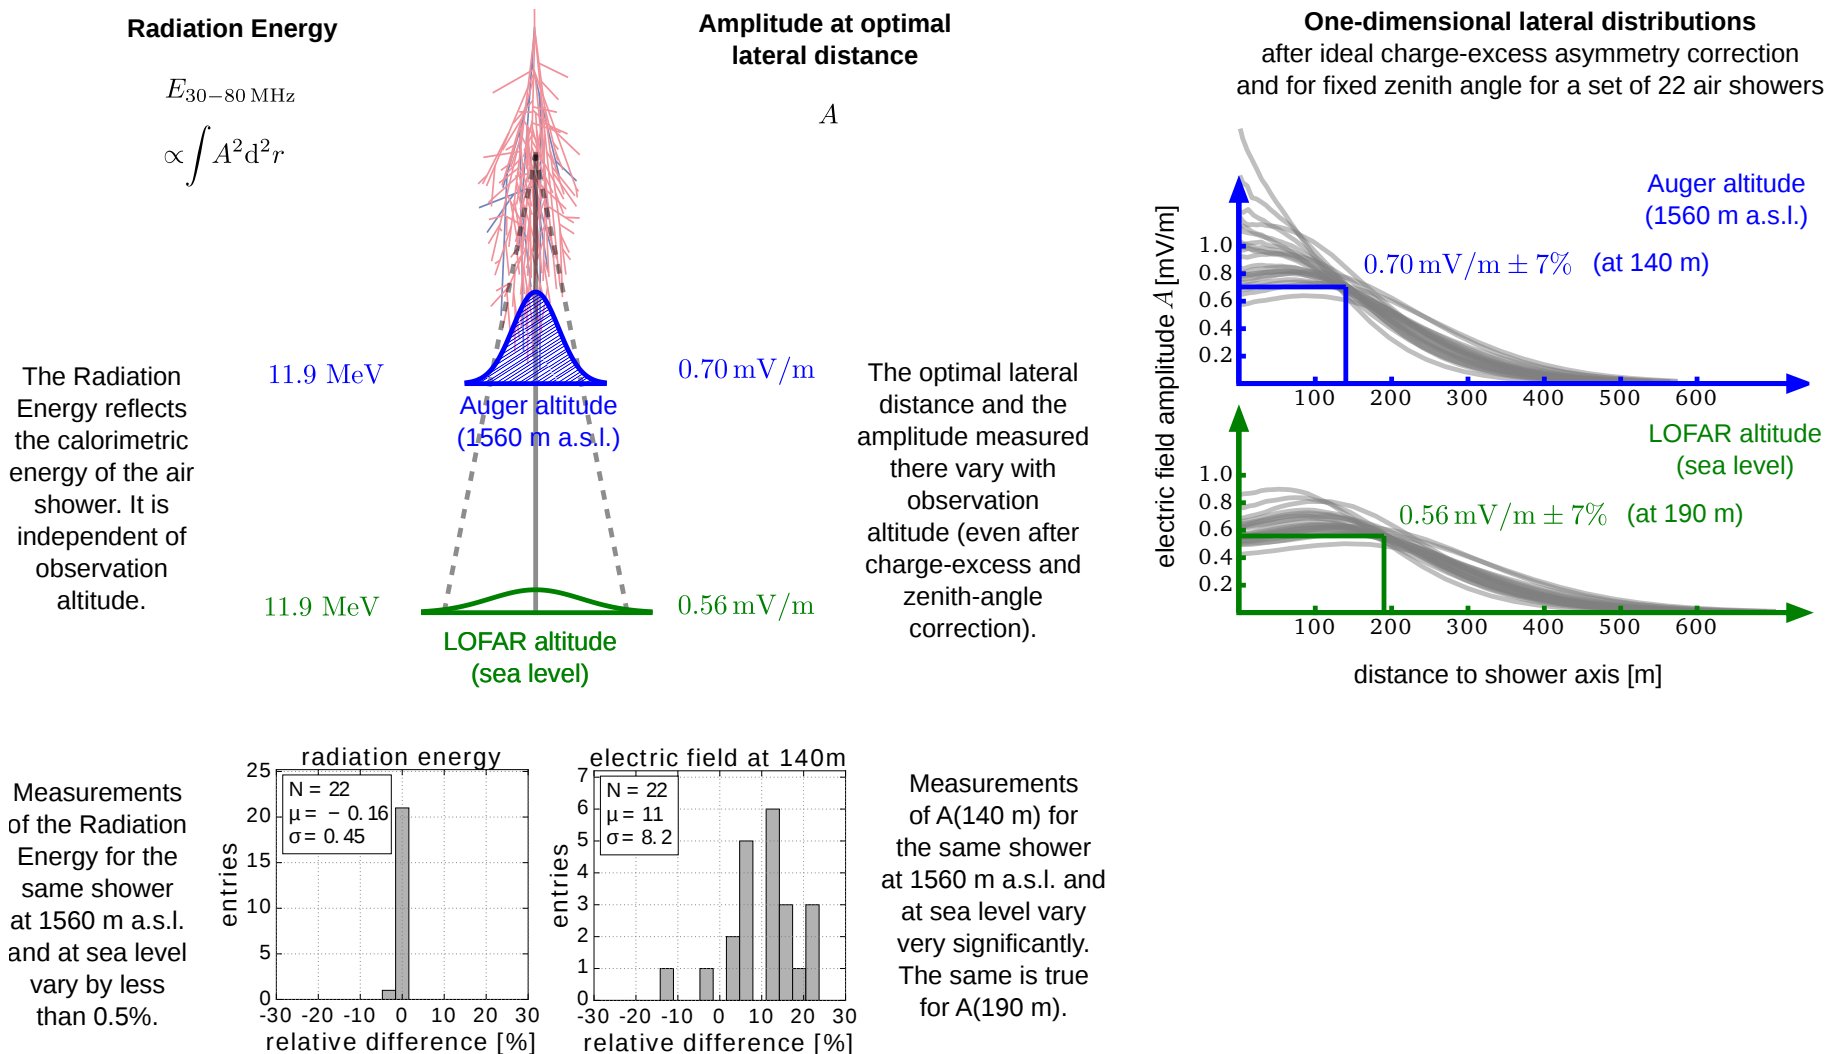 Radiation Energy
E30−80 MHz
∝∫A²d²r
Amplitude at optimal
lateral distance
A
The Radiation
Energy reflects
the calorimetric
energy of the air
shower. It is
independent of
observation
altitude.
11.9 MeV
0.70 mV/m
Auger altitude
(1560 m a.s.l.)
11.9 MeV
0.56 mV/m
LOFAR altitude
(sea level)
The optimal lateral
distance and the
amplitude measured
there vary with
observation
altitude (even after
charge-excess and
zenith-angle
correction).
One-dimensional lateral distributions
after ideal charge-excess asymmetry correction
and for fixed zenith angle for a set of 22 air showers
electric field amplitude A [mV/m]
Auger altitude
(1560 m a.s.l.)
0.70 mV/m ± 7% (at 140 m)
1.0
0.8
0.6
0.4
0.2
100 200 300 400 500 600
LOFAR altitude
(sea level)
0.56 mV/m ± 7% (at 190 m)
1.0
0.8
0.6
0.4
0.2
100 200 300 400 500 600
distance to shower axis [m]
Measurements
of the Radiation
Energy for the
same shower
at 1560 m a.s.l.
and at sea level
vary by less
than 0.5%.
radiation energy
N = 22
μ = − 0.16
σ = 0.45
entries
25
20
15
10
5
0
-30 -20 -10 0 10 20 30
relative difference [%]
electric field at 140m
N = 22
μ = 11
σ = 8.2
entries
7
6
5
4
3
2
1
0
-30 -20 -10 0 10 20 30
relative difference [%]
Measurements
of A(140 m) for
the same shower
at 1560 m a.s.l. and
at sea level vary
very significantly.
The same is true
for A(190 m).